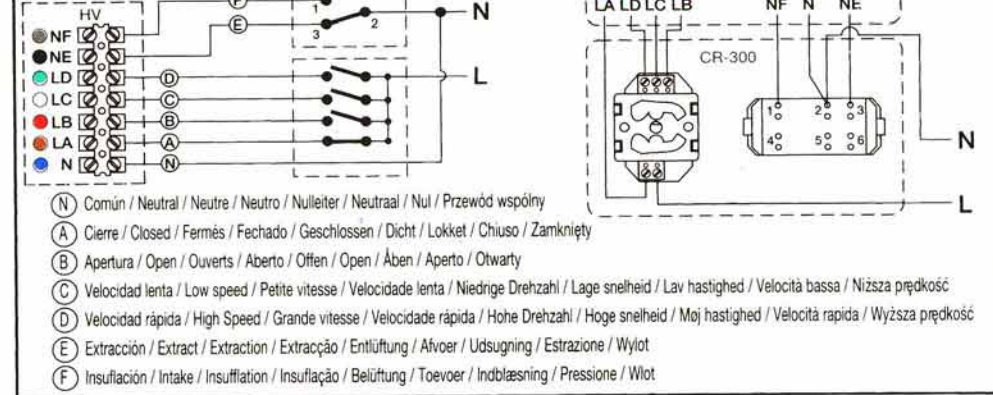 HV
NF
NE
LD
LC
LB
LA
N
F
E
D
C
B
A
N
1
3
2
N
L
LA LD LC LB
NF N NE
CR-300
1 2 3
4 5 6
N
L
N Común / Neutral / Neutre / Neutro / Nulleiter / Neutraal / Nul / Przewód wspólny
A Cierre / Closed / Fermés / Fechado / Geschlossen / Dicht / Lokket / Chiuso / Zamknięty
B Apertura / Open / Ouverts / Aberto / Offen / Open / Åben / Aperto / Otwarty
C Velocidad lenta / Low speed / Petite vitesse / Velocidade lenta / Niedrige Drehzahl / Lage snelheid / Lav hastighed / Velocità bassa / Niższa prędkość
D Velocidad rápida / High Speed / Grande vitesse / Velocidade rápida / Hohe Drehzahl / Hoge snelheid / Møj hastighed / Velocità rapida / Wyższa prędkość
E Extracción / Extract / Extraction / Extracção / Entlüftung / Afvoer / Udsugning / Estrazione / Wylot
F Insuflación / Intake / Insufflation / Insuflação / Belüftung / Toevoer / Indblæsning / Pressione / Wlot